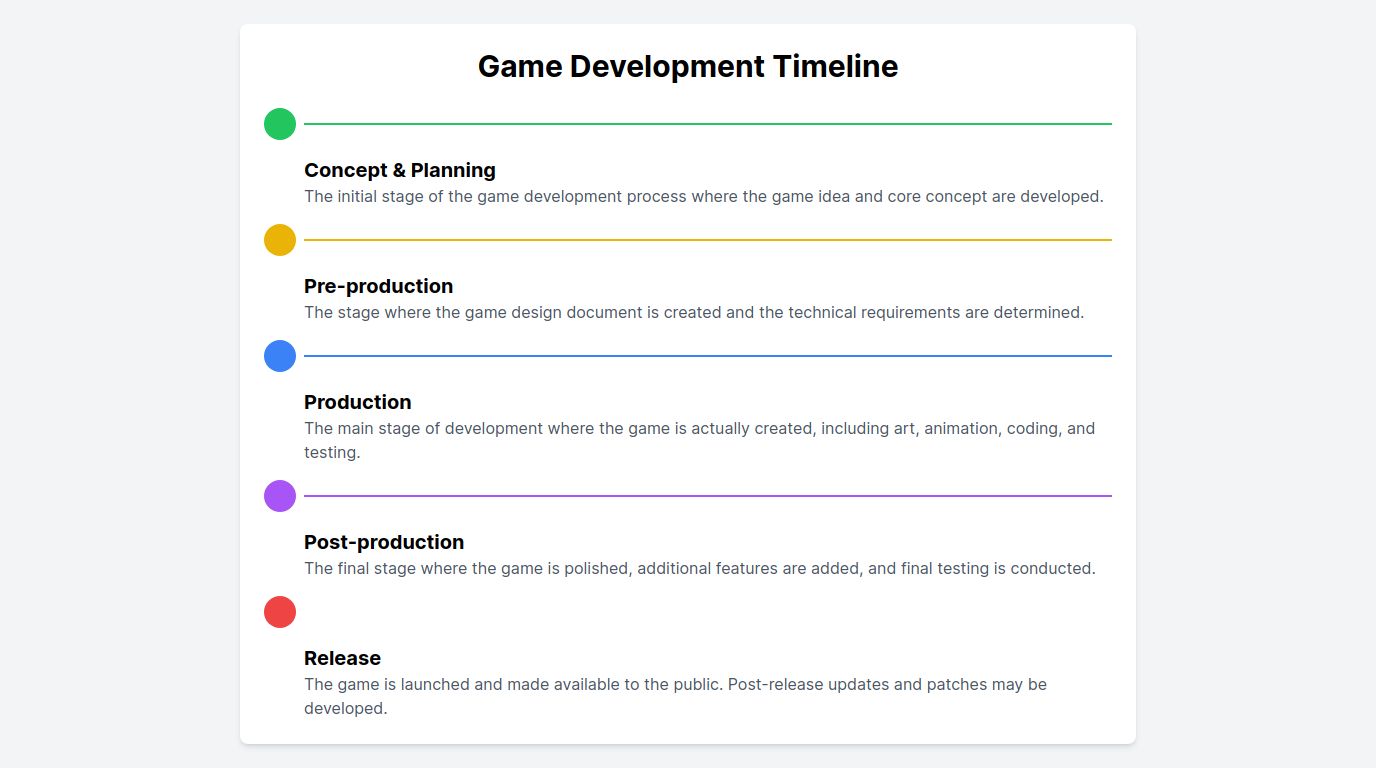 Game Development Timeline
Concept & Planning
The initial stage of the game development process where the game idea and core concept are developed.
Pre-production
The stage where the game design document is created and the technical requirements are determined.
Production
The main stage of development where the game is actually created, including art, animation, coding, and
testing.
Post-production
The final stage where the game is polished, additional features are added, and final testing is conducted.
Release
The game is launched and made available to the public. Post-release updates and patches may be
developed.